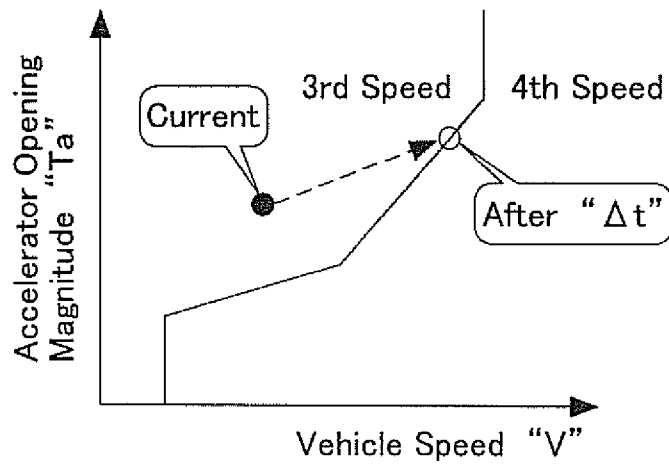 3rd Speed
4th Speed
Current
After “Δt”
Accelerator Opening
Magnitude “Ta”
Vehicle Speed “V”